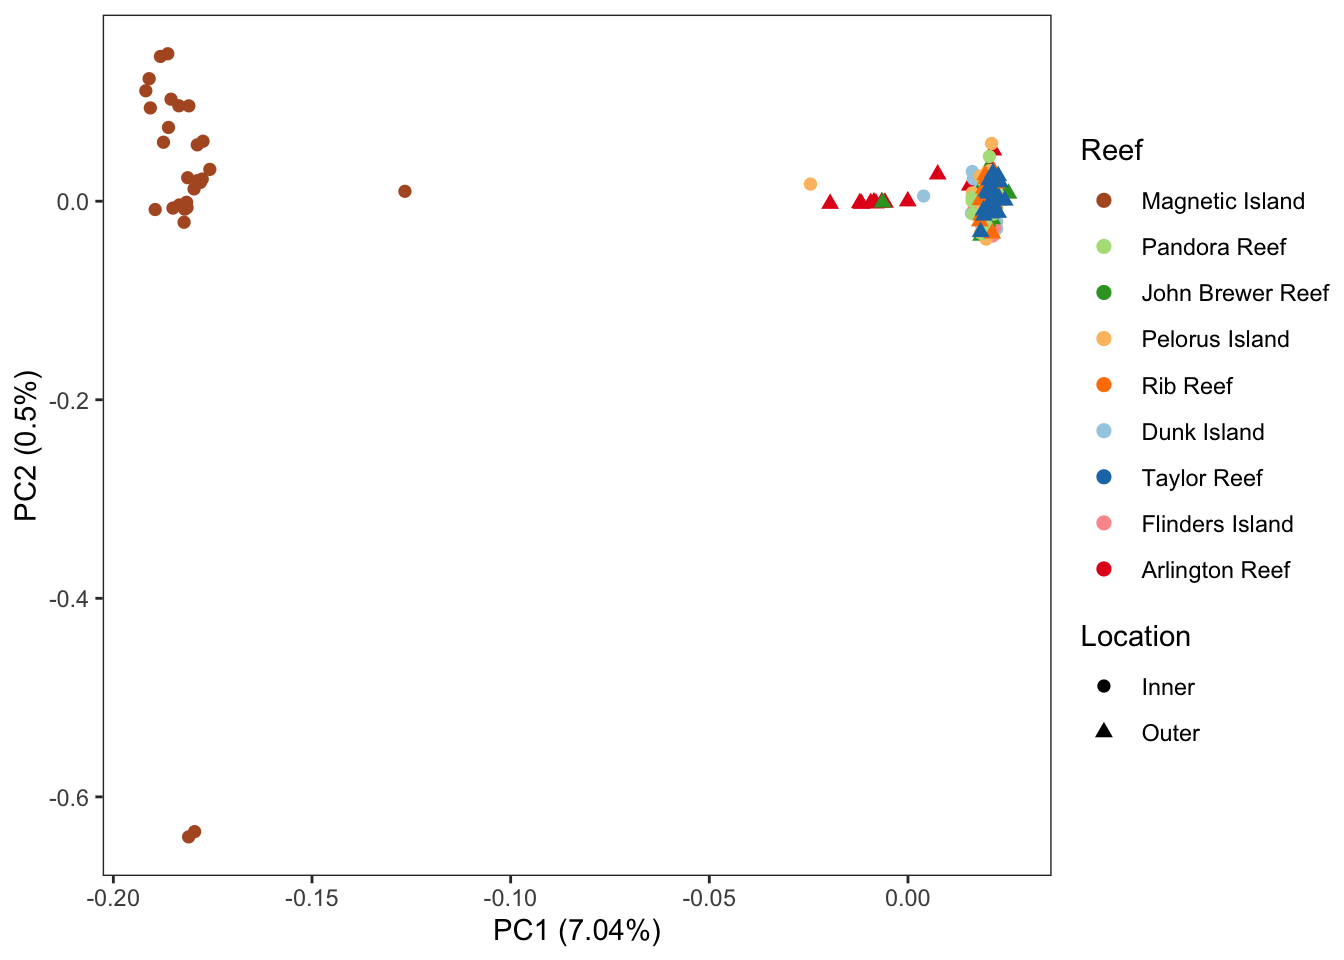 0.0
-0.2
-0.4
-0.6
PC2 (0.5%)
-0.20
-0.15
-0.10
-0.05
0.00
PC1 (7.04%)
Reef
Magnetic Island
Pandora Reef
John Brewer Reef
Pelorus Island
Rib Reef
Dunk Island
Taylor Reef
Flinders Island
Arlington Reef
Location
Inner
Outer